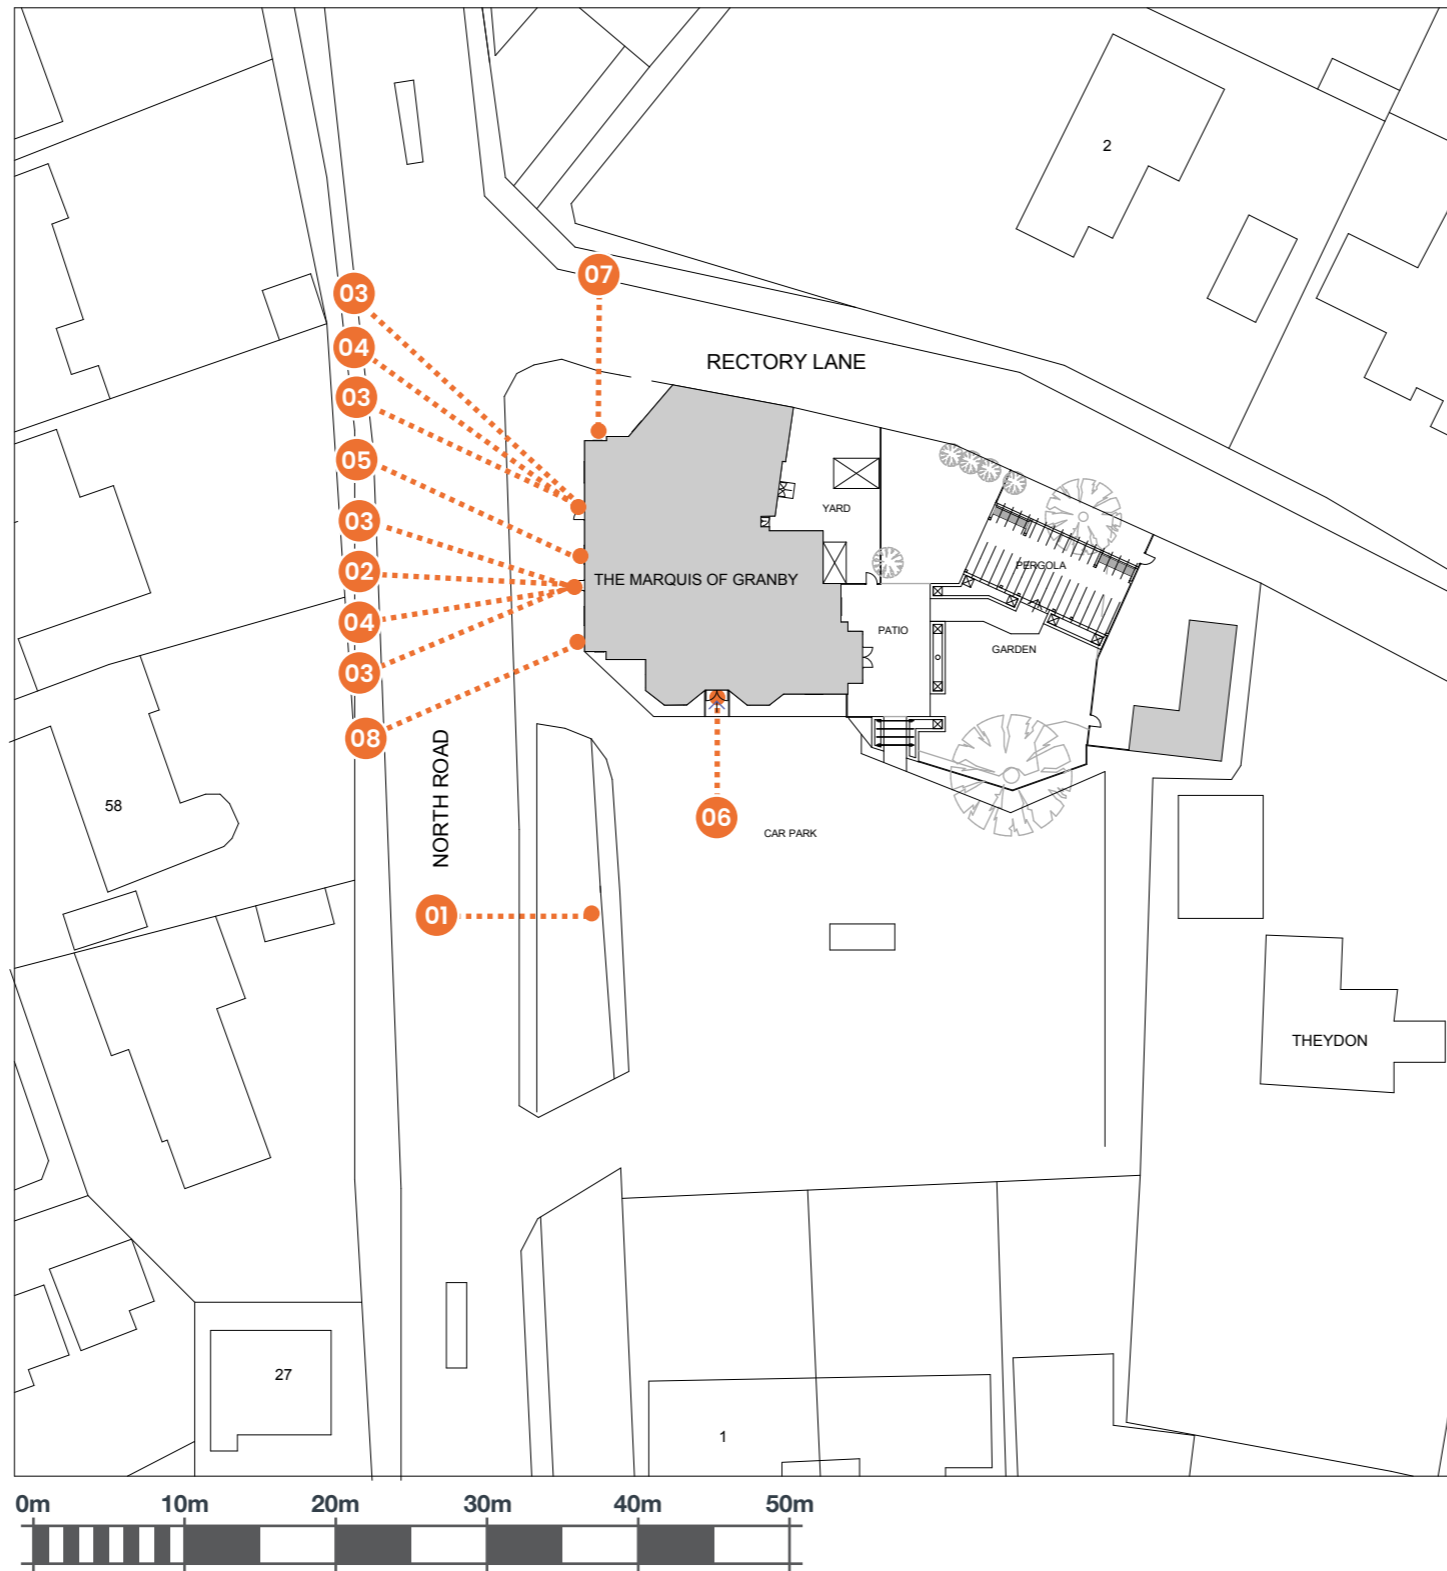 2
07
03
04
RECTORY LANE
03
05
YARD
03
02
THE MARQUIS OF GRANBY
PERGOLA
04
PATIO
GARDEN
03
08
NORTH ROAD
58
06
CAR PARK
01
THEYDON
27
1
0m 10m 20m 30m 40m 50m